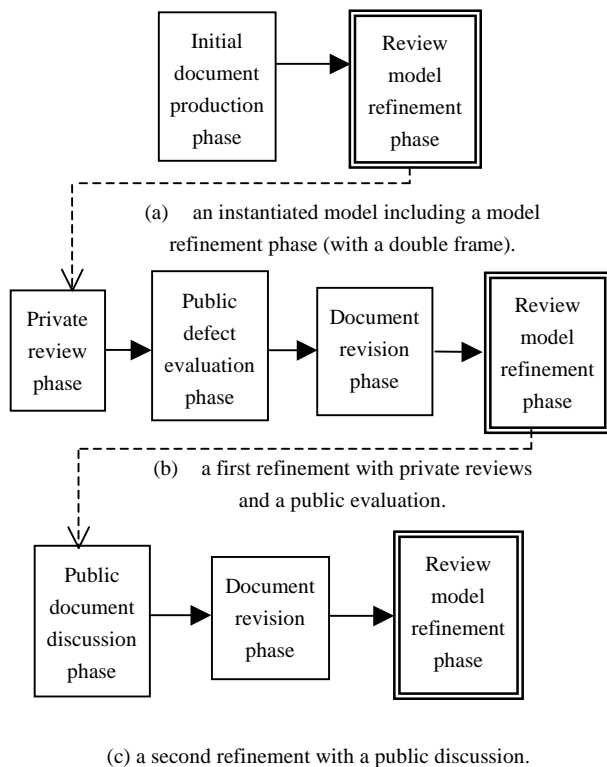 Initial
document
production
phase
Review
model
refinement
phase
(a) an instantiated model including a model
refinement phase (with a double frame).
Private
review
phase
Public
defect
evaluation
phase
Document
revision
phase
Review
model
refinement
phase
(b) a first refinement with private reviews
and a public evaluation.
Public
document
discussion
phase
Document
revision
phase
Review
model
refinement
phase
(c) a second refinement with a public discussion.